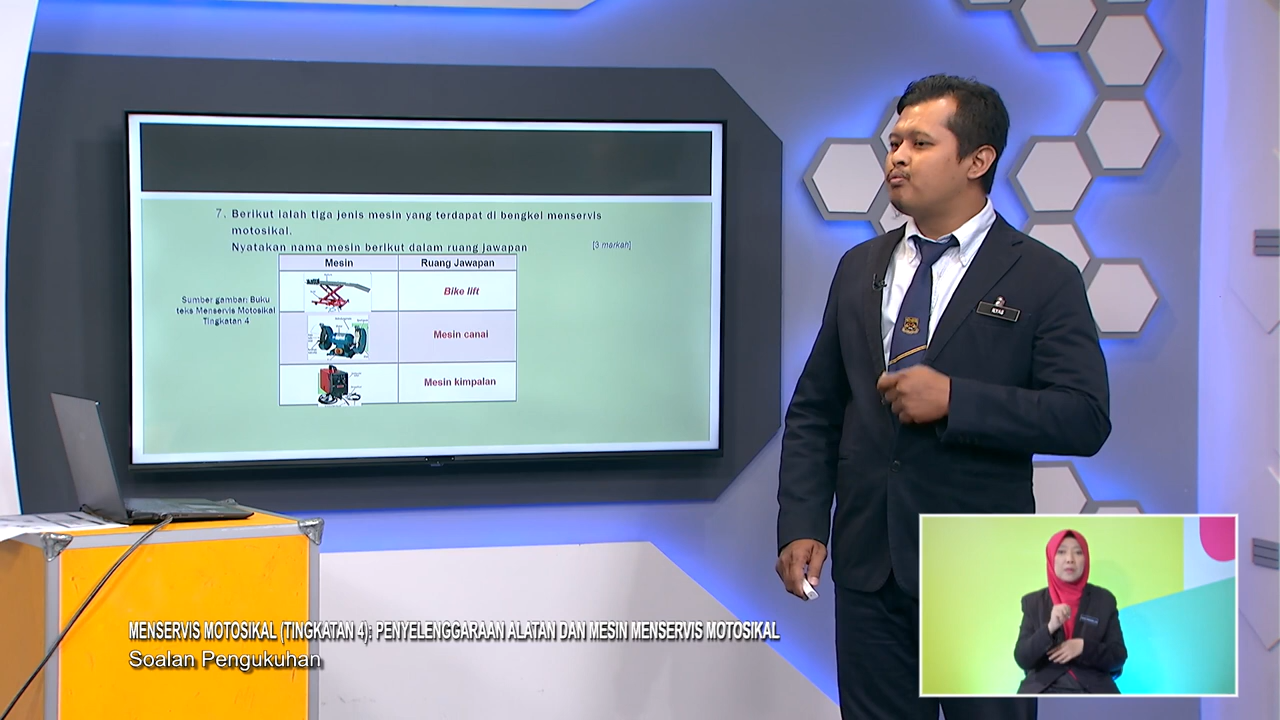 7. Berikut ialah tiga jenis mesin yang terdapat di bengkel menservis
motosikal.
Nyatakan nama mesin berikut dalam ruang jawapan
[3 markah]
Mesin
Ruang Jawapan
Sumber gambar: Buku
teks Menservis Motosikal
Tingkatan 4
Bike lift
Mesin canai
Mesin kimpalan
MENSERVIS MOTOSIKAL (TINGKATAN 4): PENYELENGGARAAN ALATAN DAN MESIN MENSERVIS MOTOSIKAL
Soalan Pengukuhan